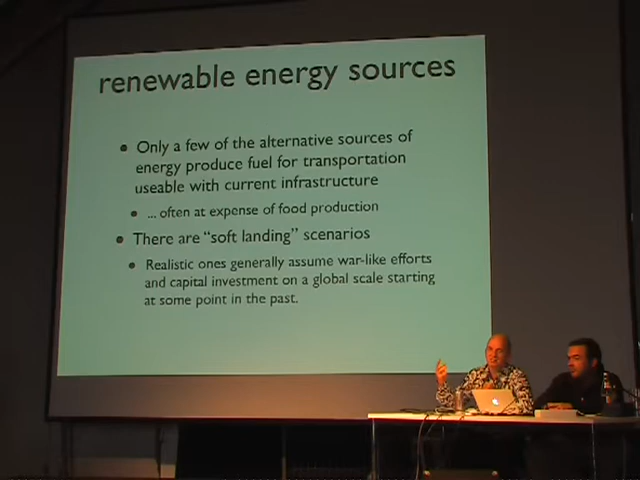 renewable energy sources
Only a few of the alternative sources of
energy produce fuel for transportation
useable with current infrastructure
... often at expense of food production
There are “soft landing” scenarios
Realistic ones generally assume war-like efforts
and capital investment on a global scale starting
at some point in the past.